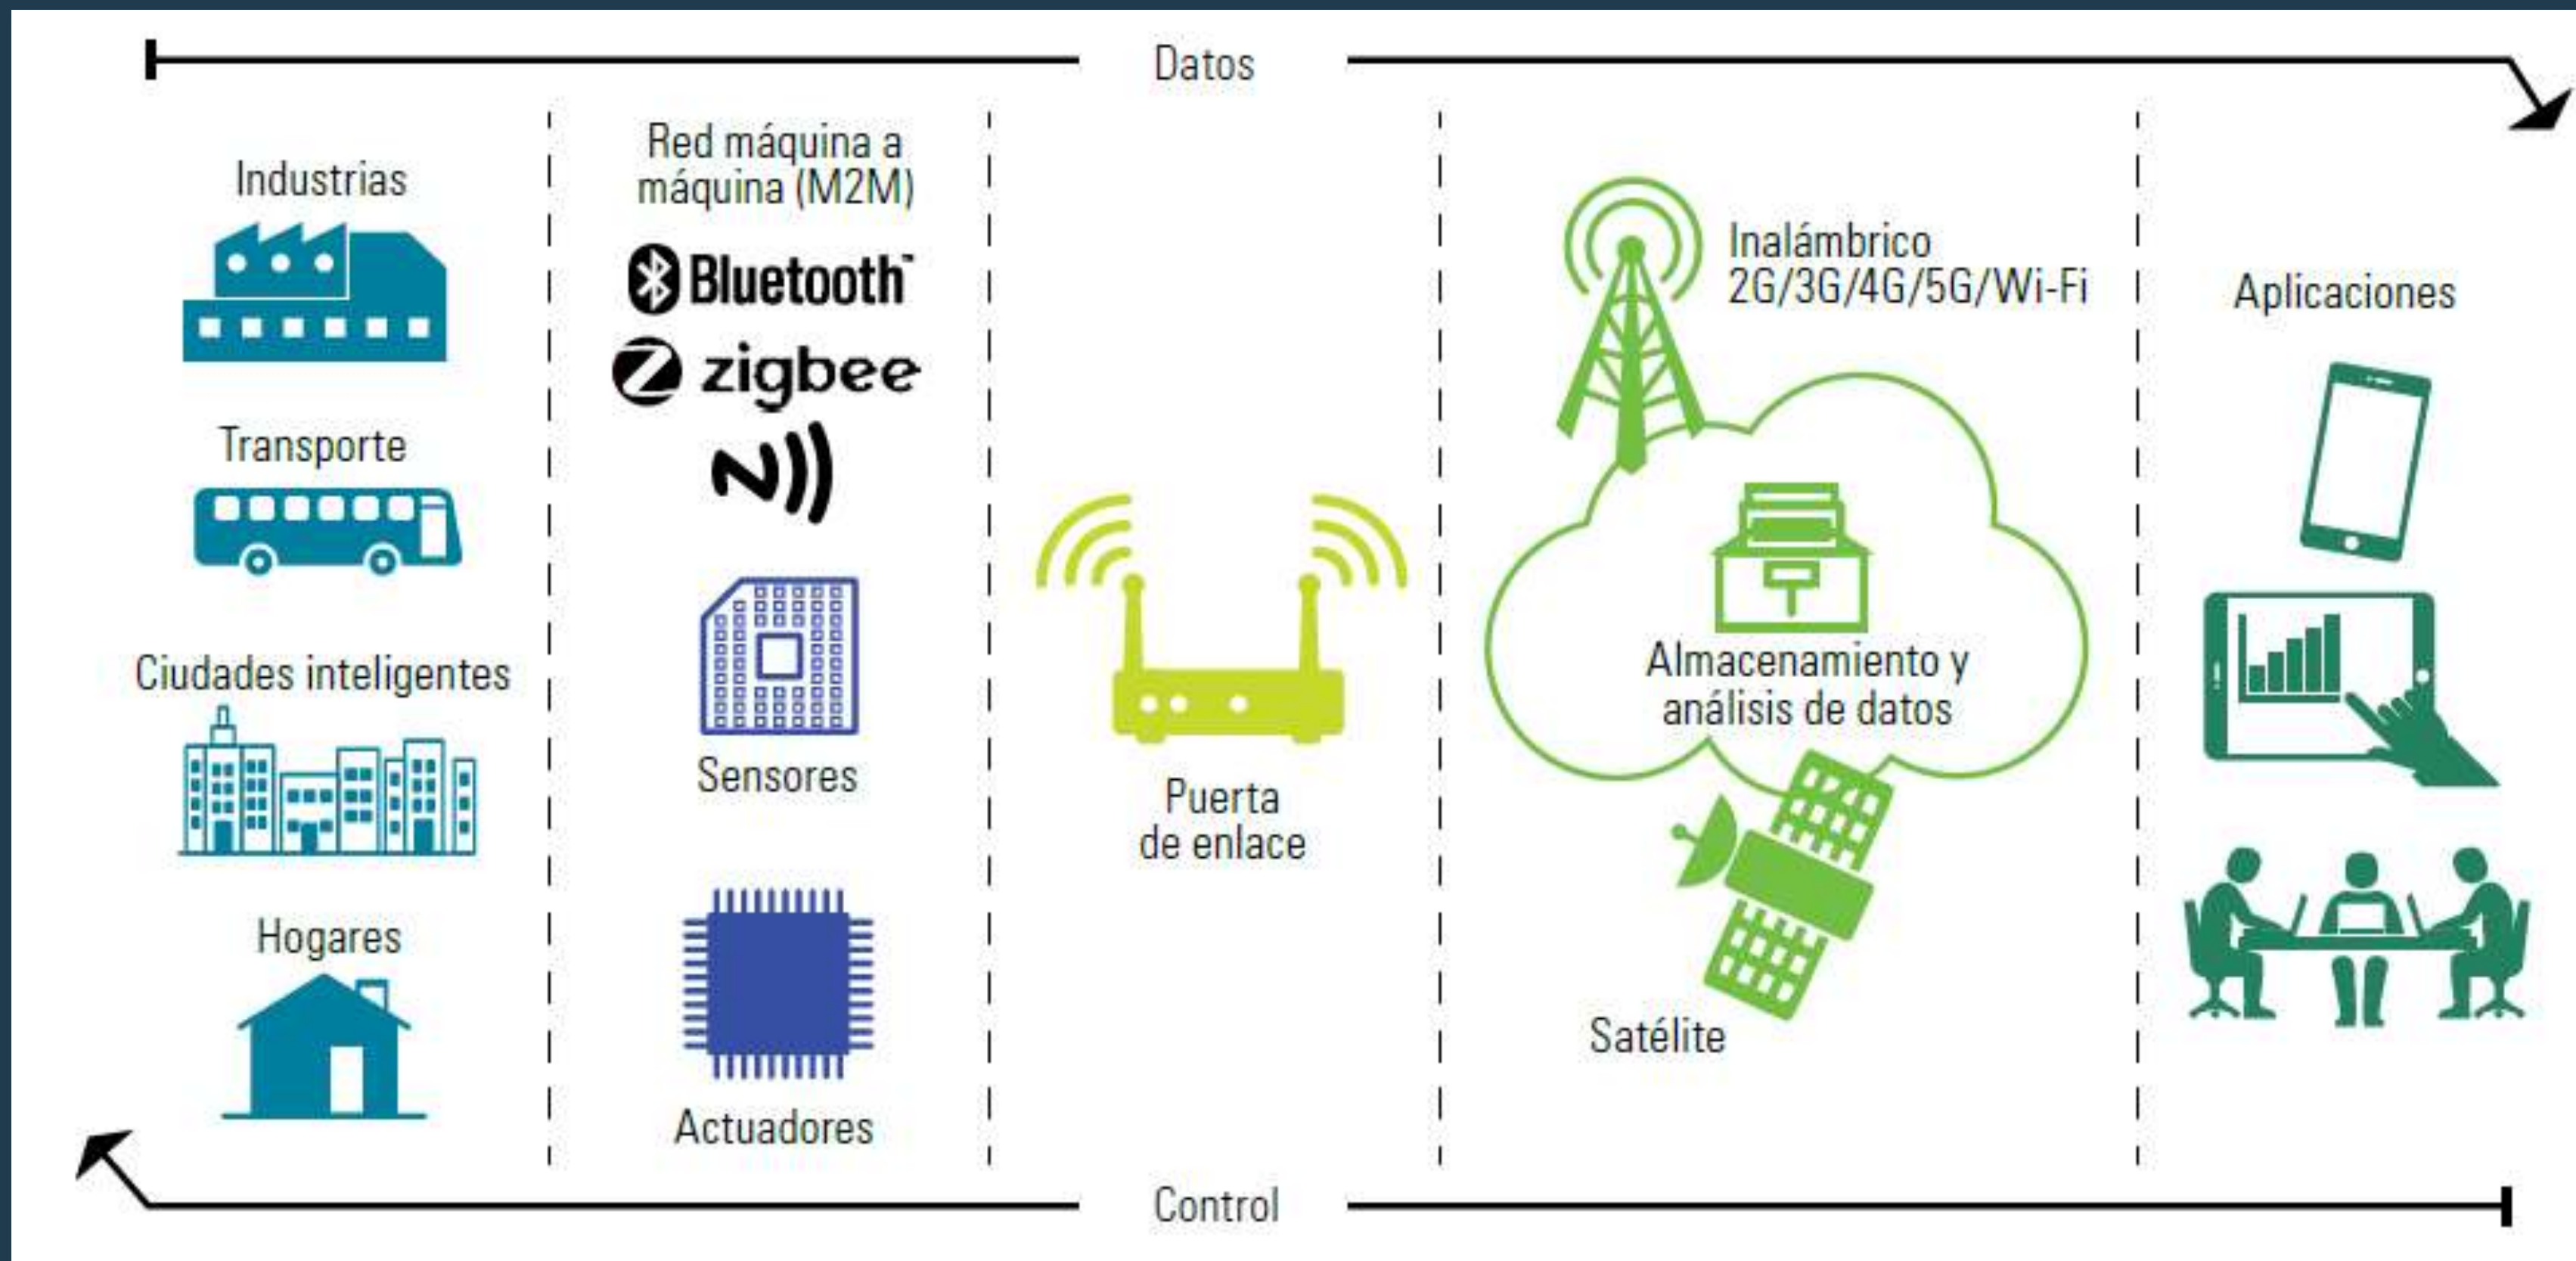 Datos
Industrias
Transporte
Ciudades inteligentes
Hogares
Red máquina a
máquina (M2M)
Bluetooth™
zigbee
Sensores
Actuadores
Puerta
de enlace
Inalámbrico
2G/3G/4G/5G/Wi-Fi
Almacenamiento y
análisis de datos
Satélite
Aplicaciones
Control